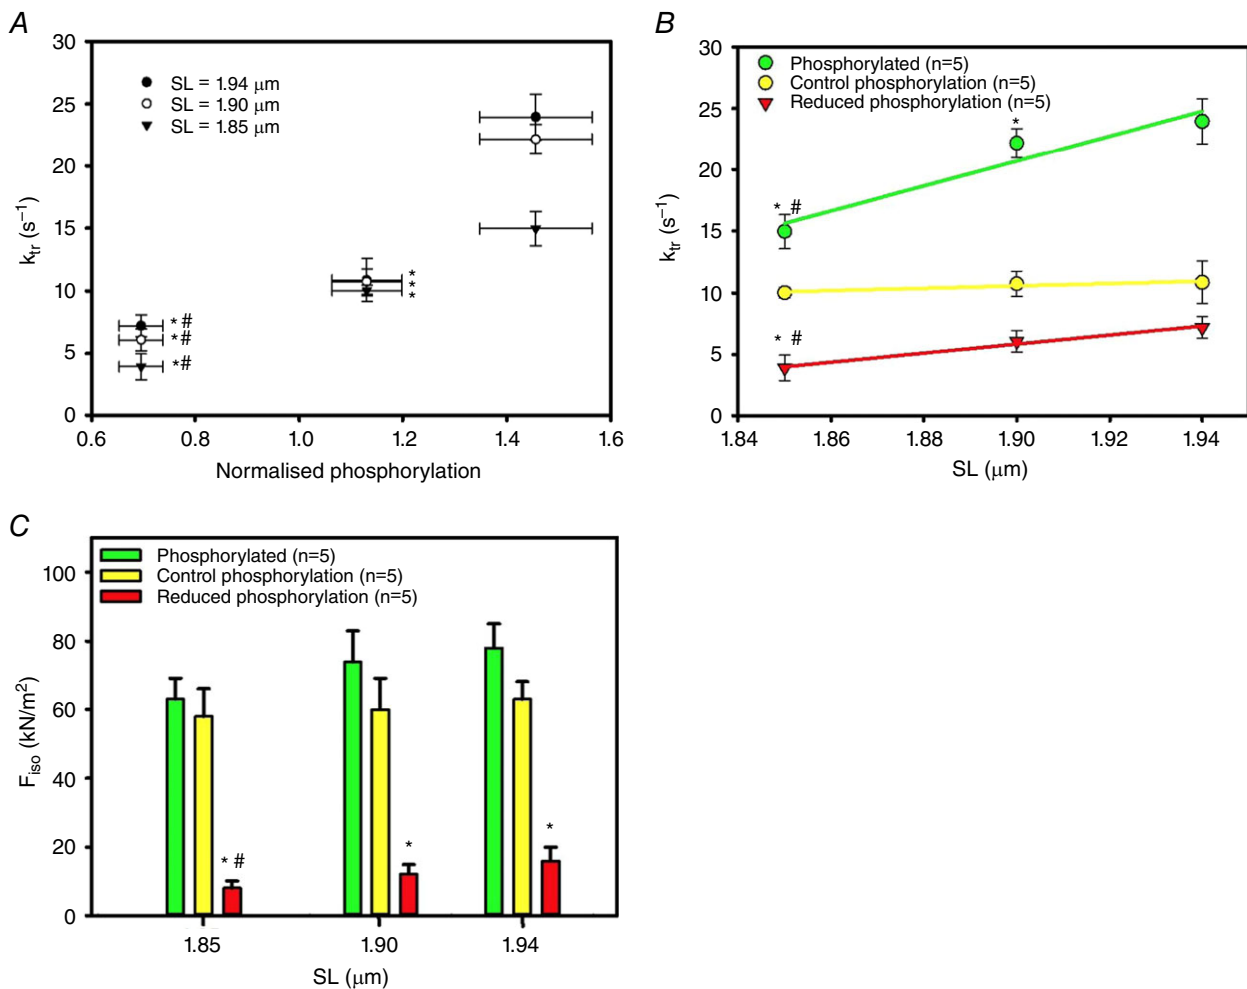 A
30
25
20
15
10
5
0
k_tr (s⁻¹)
SL = 1.94 μm
SL = 1.90 μm
SL = 1.85 μm
*#
*#
*#
*
*
*
0.6 0.8 1.0 1.2 1.4 1.6
Normalised phosphorylation
B
30
25
20
15
10
5
0
k_tr (s⁻¹)
Phosphorylated (n=5)
Control phosphorylation (n=5)
Reduced phosphorylation (n=5)
*
* #
* #
1.84 1.86 1.88 1.90 1.92 1.94
SL (μm)
C
100
80
60
40
20
0
F_iso (kN/m²)
Phosphorylated (n=5)
Control phosphorylation (n=5)
Reduced phosphorylation (n=5)
* #
*
*
1.85 1.90 1.94
SL (μm)